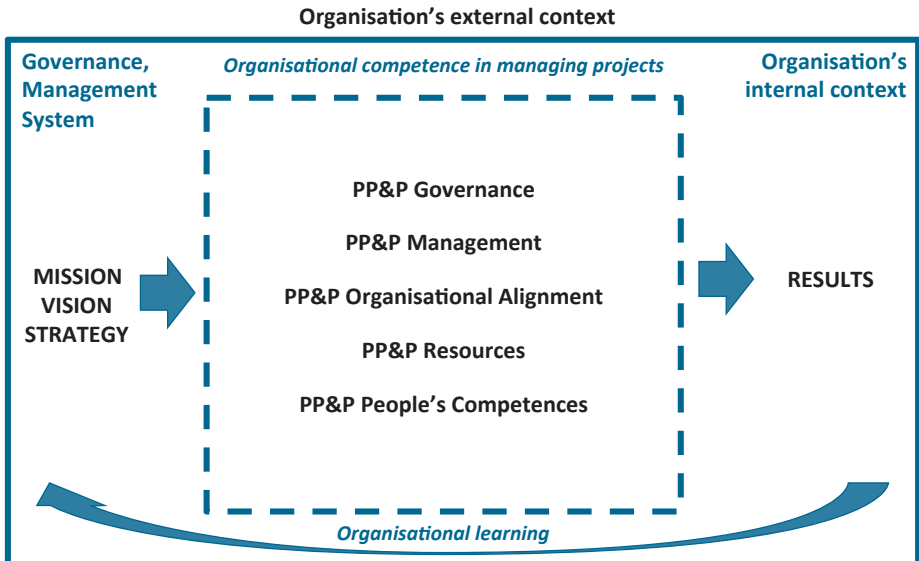 Organisation’s external context
Governance,
Management
System
Organisational competence in managing projects
Organisation’s
internal context
PP&P Governance
PP&P Management
PP&P Organisational Alignment
PP&P Resources
PP&P People’s Competences
MISSION
VISION
STRATEGY
RESULTS
Organisational learning